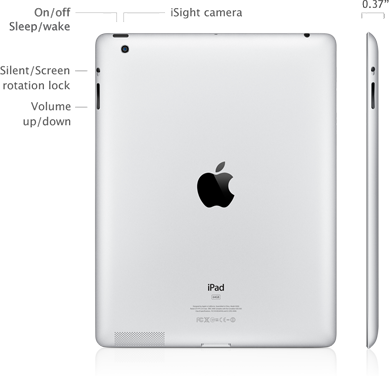 On/off
Sleep/wake
iSight camera
0.37"
Silent/Screen
rotation lock
Volume
up/down
iPad